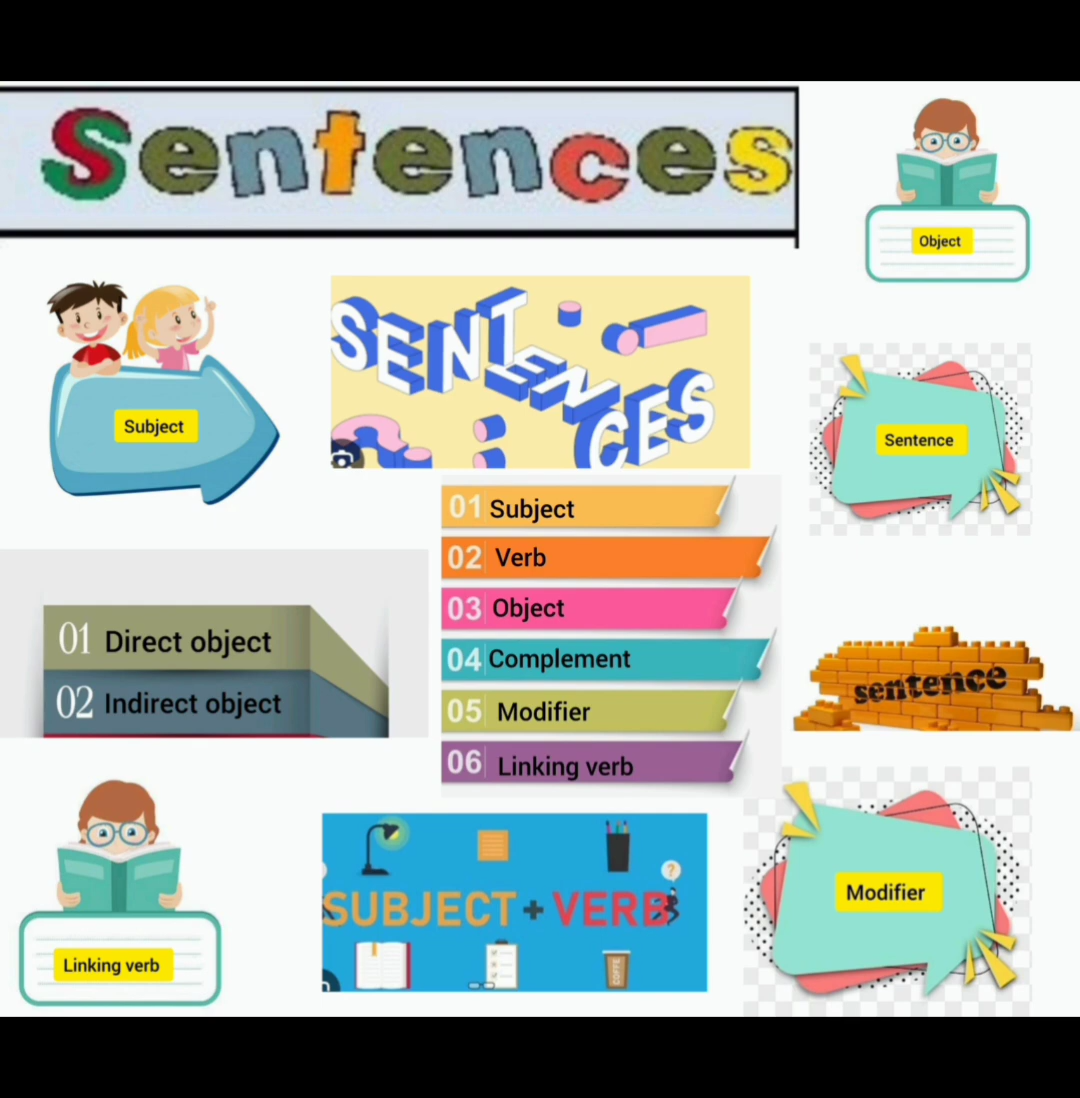 Sentences
Object
SENTENCES
Subject
Sentence
01 Subject
02 Verb
03 Object
04 Complement
05 Modifier
06 Linking verb
01 Direct object
02 Indirect object
sentence
Linking verb
SUBJECT + VERB
?
COFFE
Modifier